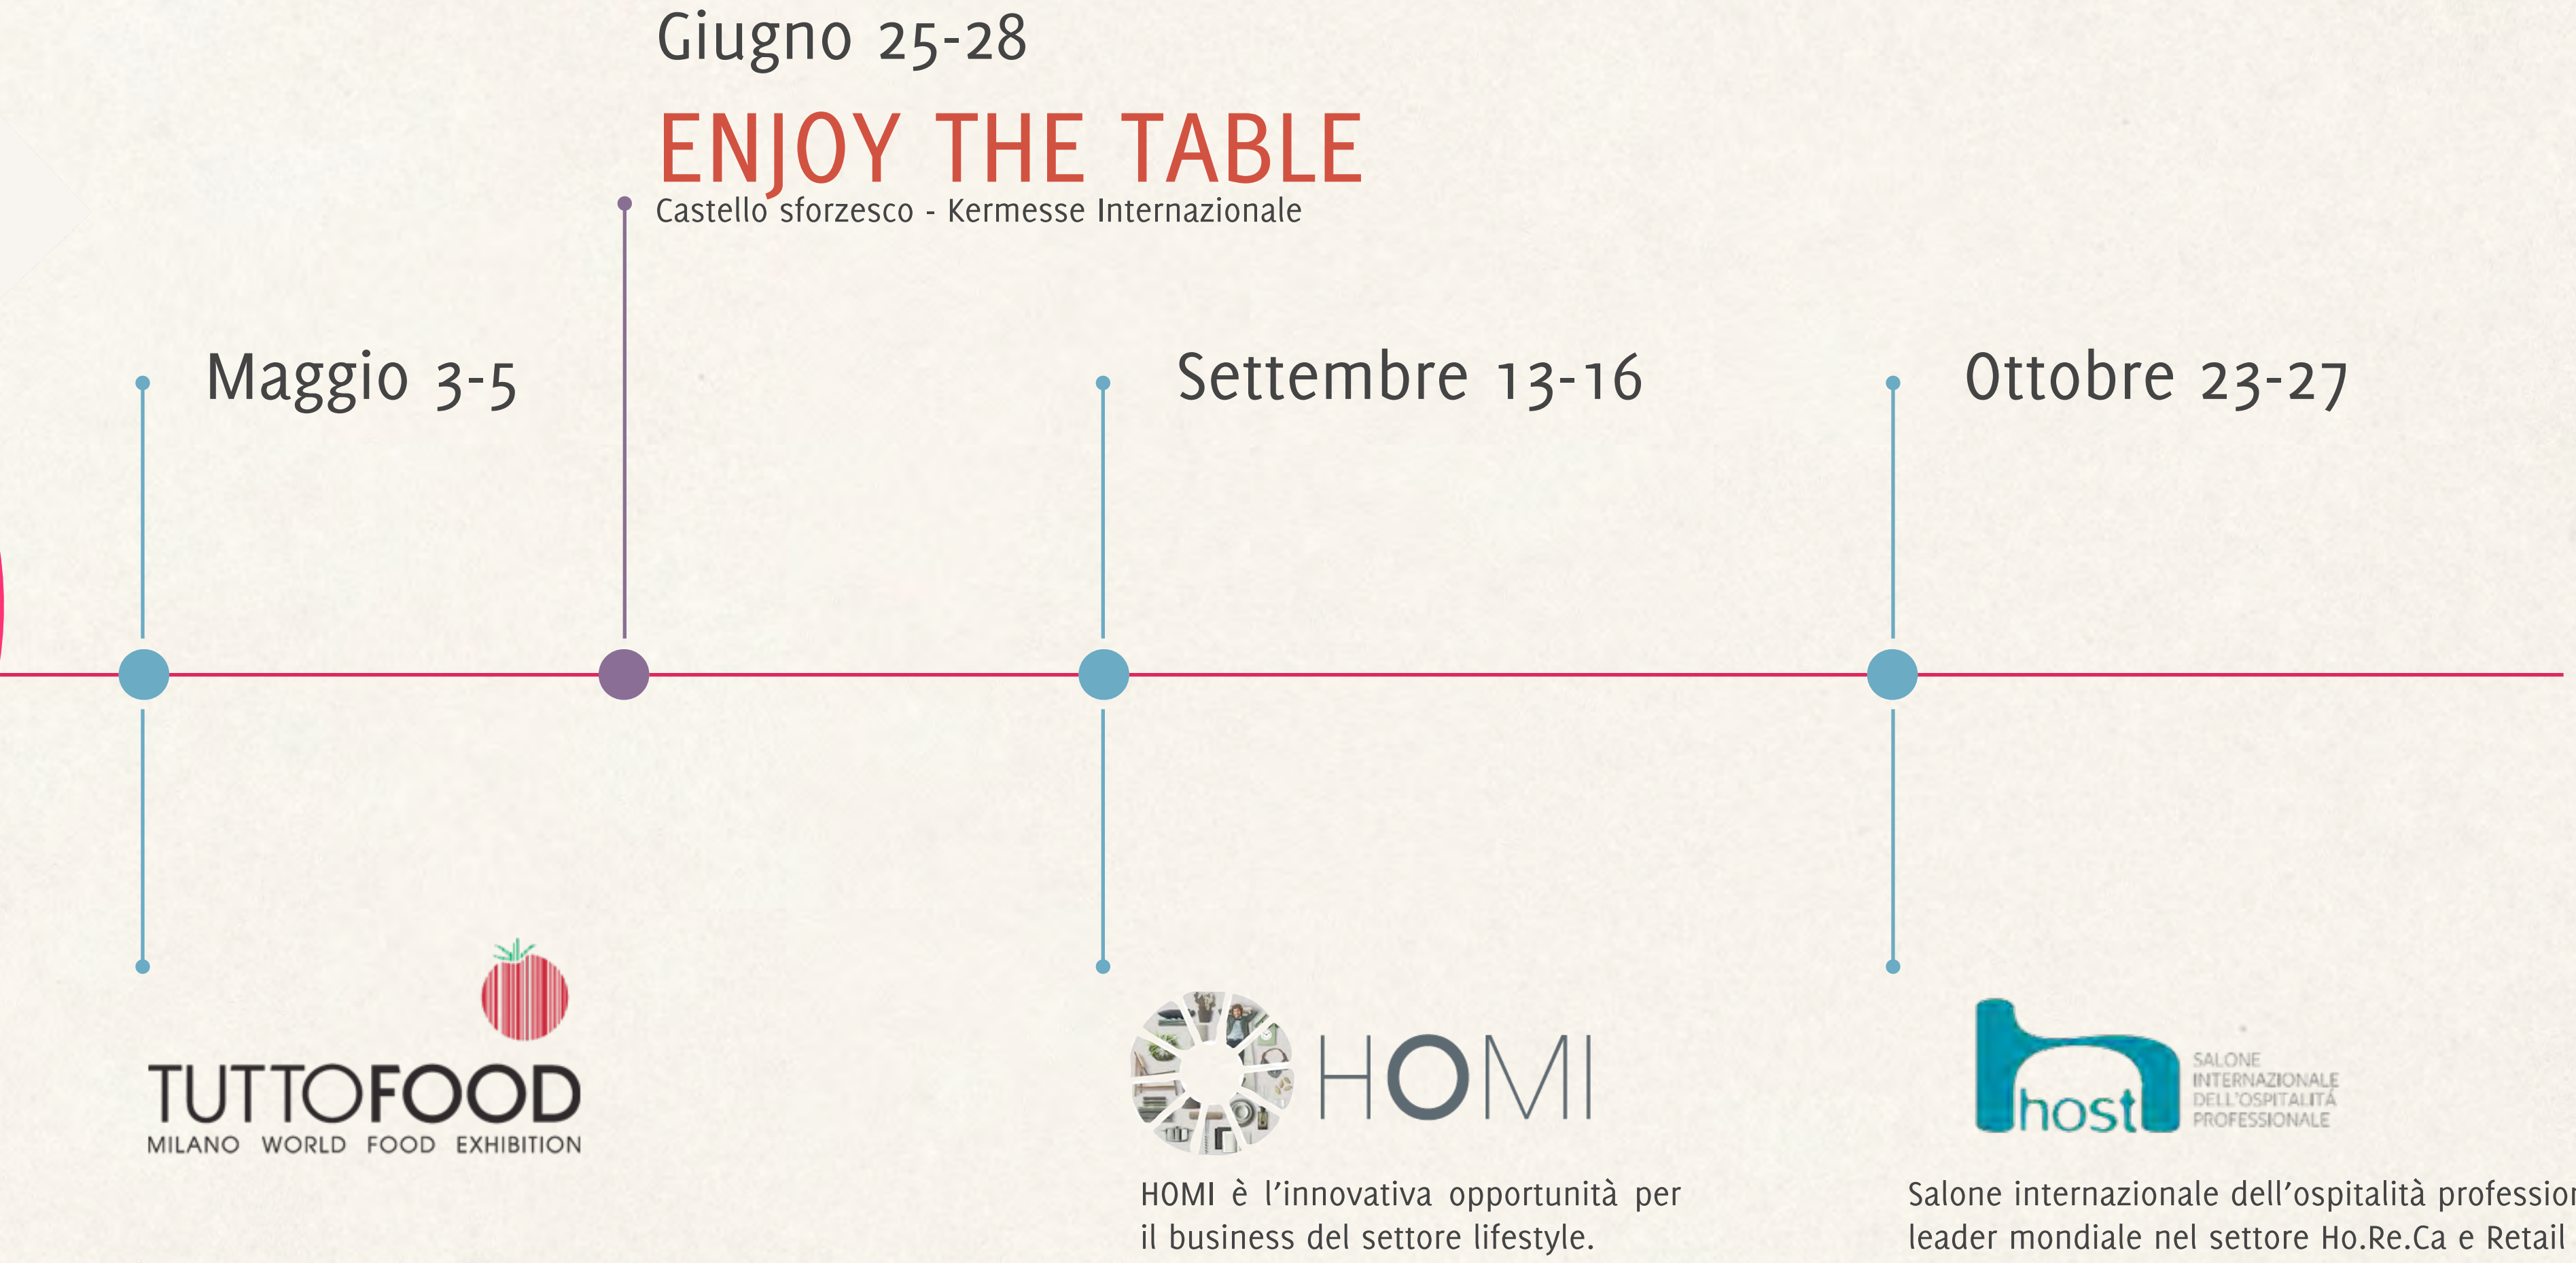 Giugno 25-28
ENJOY THE TABLE
Castello sforzesco - Kermesse Internazionale
Maggio 3-5
Settembre 13-16
Ottobre 23-27
TUTTOFOOD
MILANO WORLD FOOD EXHIBITION
HOMI
HOMI è l’innovativa opportunità per
il business del settore lifestyle.
host
SALONE
INTERNAZIONALE
DELL'OSPITALITÀ
PROFESSIONALE
Salone internazionale dell’ospitalità
leader mondiale nel settore Ho.Re.Ca e Retail